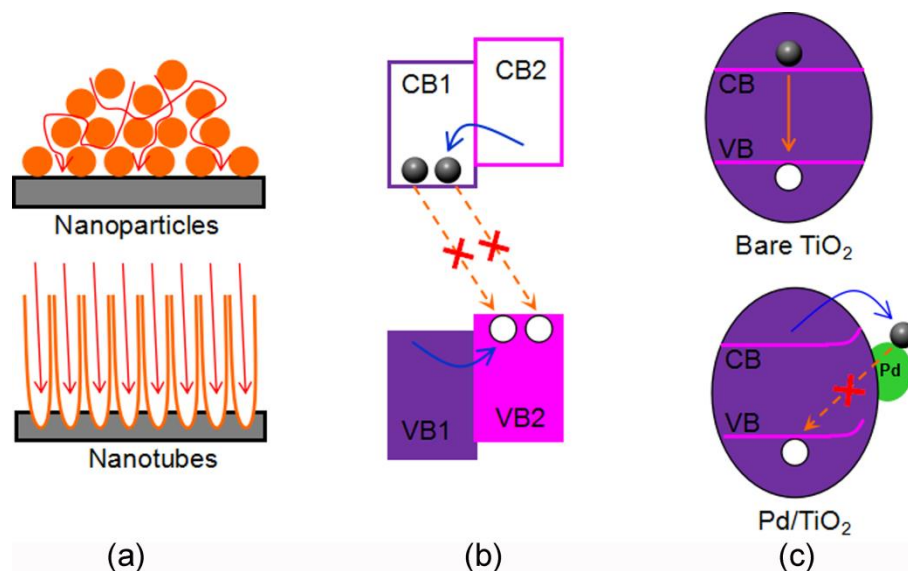 Nanoparticles
Nanotubes
(a)
CB1
CB2
VB1
VB2
(b)
CB
VB
Bare TiO₂
CB
Pd
VB
Pd/TiO₂
(c)